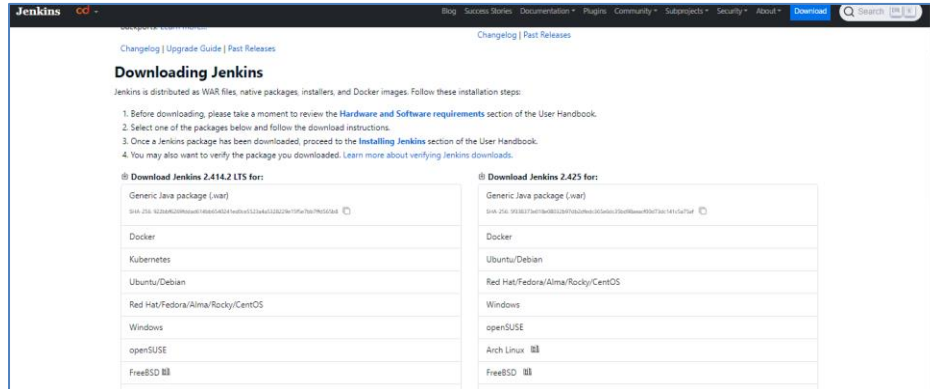 Jenkins cd
Blog Success Stories Documentation Plugins Community Subprojects Security About Download Search
Changelog | Past Releases
Changelog | Upgrade Guide | Past Releases
Downloading Jenkins
Jenkins is distributed as WAR files, native packages, installers, and Docker images. Follow these installation steps:
1. Before downloading, please take a moment to review the Hardware and Software requirements section of the User Handbook.
2. Select one of the packages below and follow the download instructions.
3. Once a Jenkins package has been downloaded, proceed to the Installing Jenkins section of the User Handbook.
4. You may also want to verify the package you downloaded. Learn more about verifying Jenkins downloads.
Download Jenkins 2.414.2 LTS for:
Generic Java package (.war)
SHA-256:
Docker
Kubernetes
Ubuntu/Debian
Red Hat/Fedora/Alma/Rocky/CentOS
Windows
openSUSE
FreeBSD
Download Jenkins 2.425 for:
Generic Java package (.war)
SHA-256:
Docker
Ubuntu/Debian
Red Hat/Fedora/Alma/Rocky/CentOS
Windows
openSUSE
Arch Linux
FreeBSD